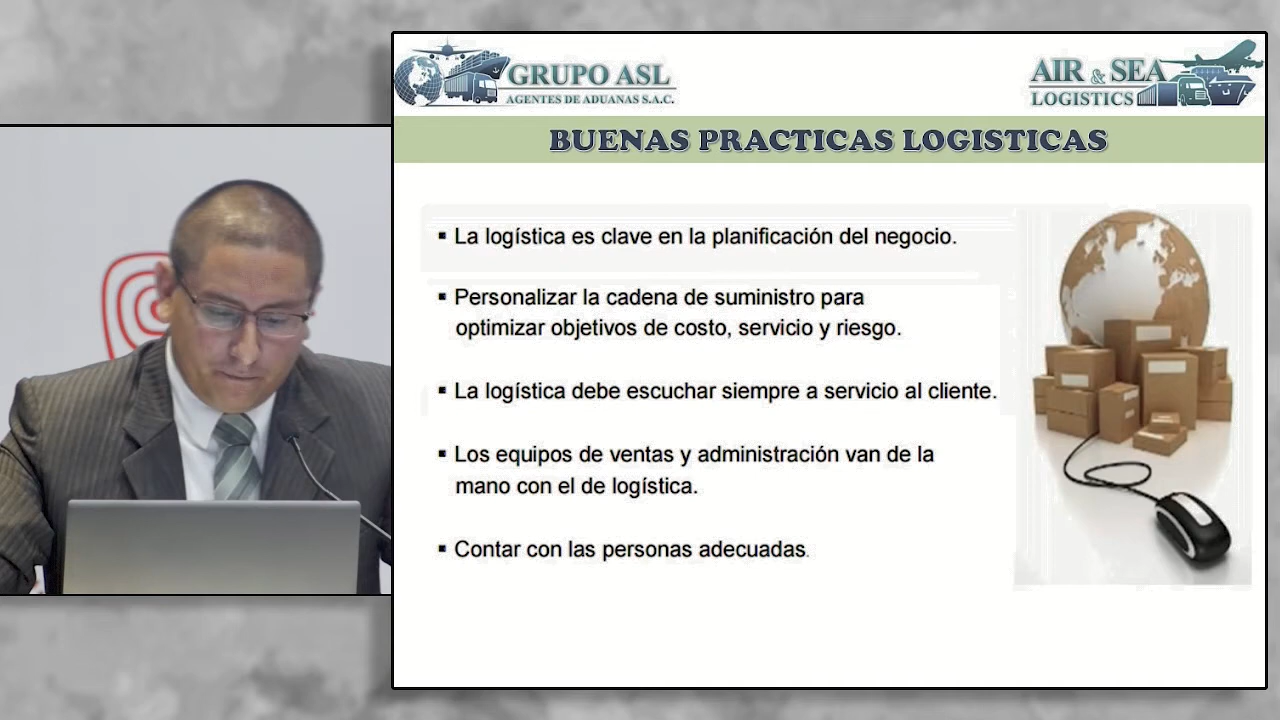 GRUPO ASL
AGENTES DE ADUANAS S.A.C.
AIR & SEA
LOGISTICS
BUENAS PRACTICAS LOGISTICAS
▪ La logística es clave en la planificación del negocio.
▪ Personalizar la cadena de suministro para
optimizar objetivos de costo, servicio y riesgo.
▪ La logística debe escuchar siempre a servicio al cliente.
▪ Los equipos de ventas y administración van de la
mano con el de logística.
▪ Contar con las personas adecuadas.